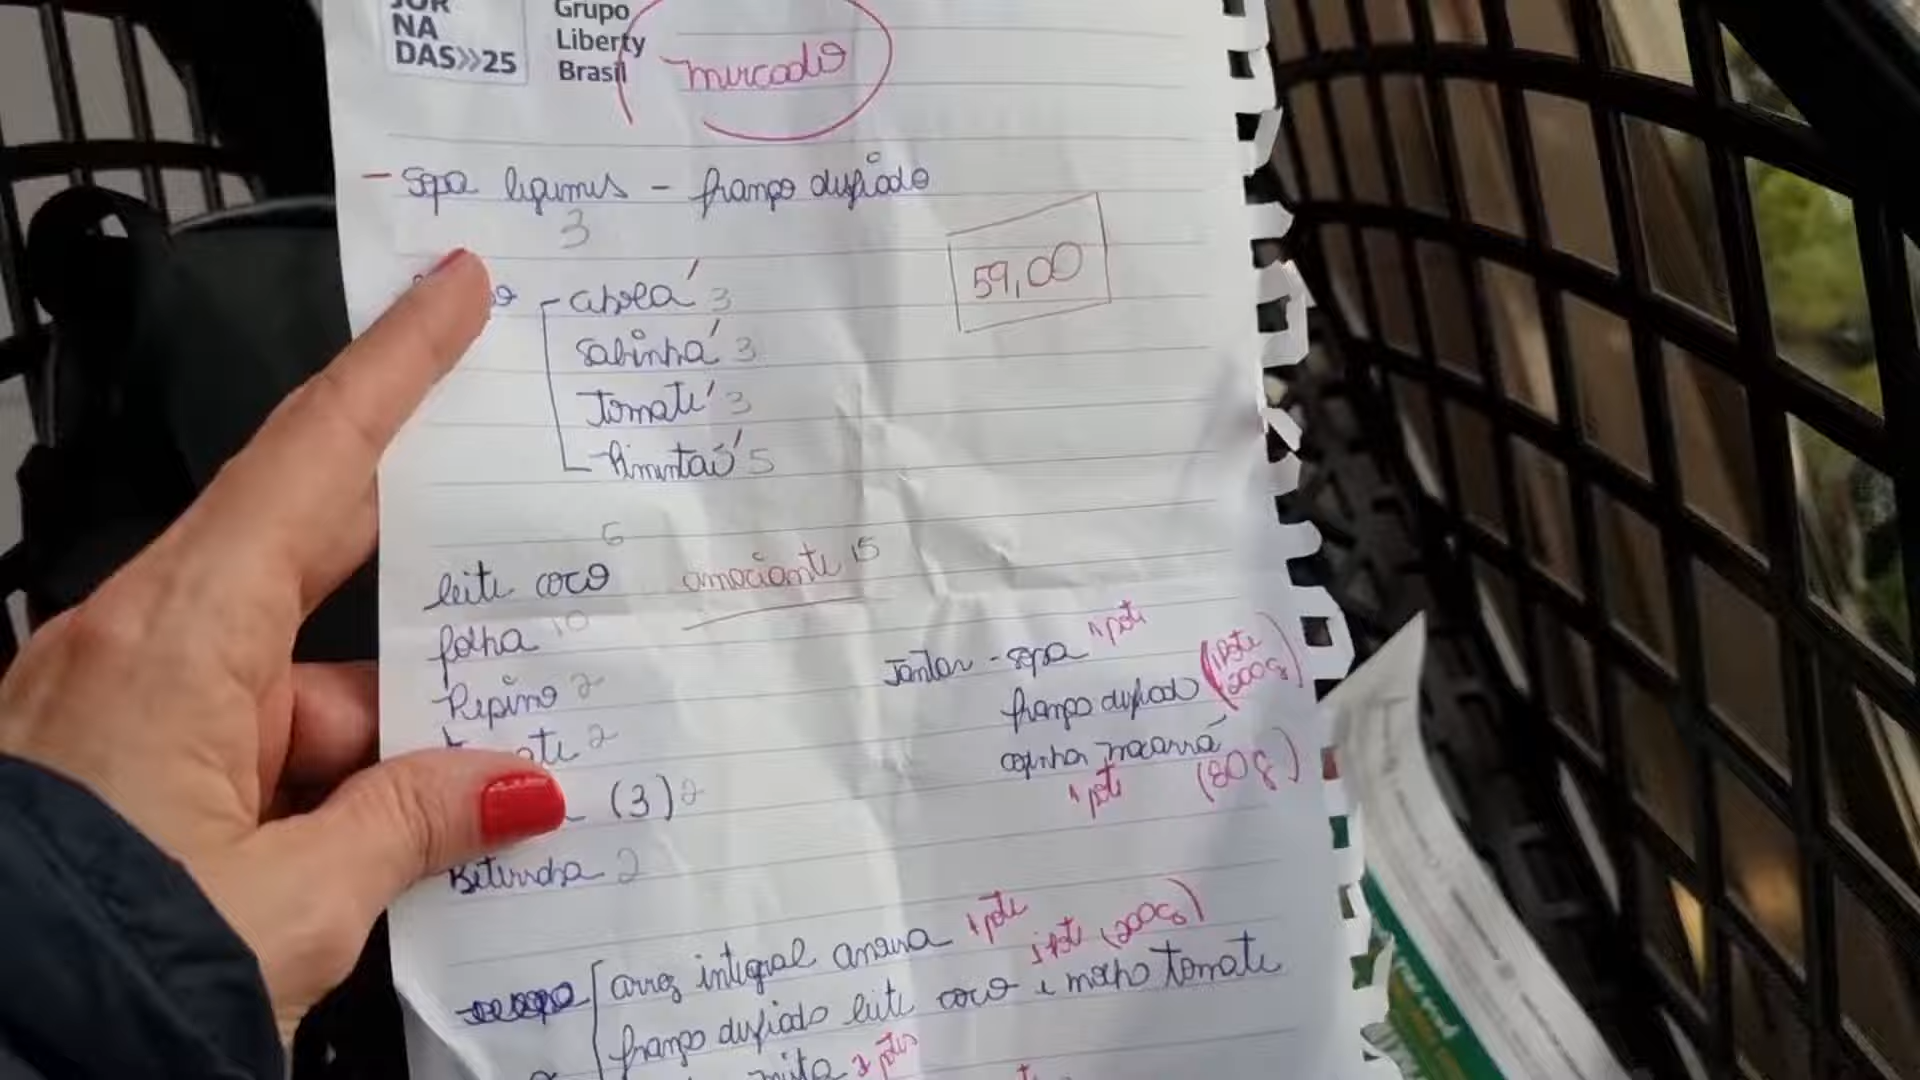 JOR
NA
DAS»25
Grupo
Liberty
Brasil
mercado
- Sopa legumes - frango desfiado
3
cebola 3
Salsinha 3
Tomate 3
Pimentão 5
6
leite coco amaciante 15
folha 10
Pepino 2
2
(3) 2
Beterraba 2
Jantar - sopa 1 pote
frango desfiado (1 pote 200g)
macarrão
1 pote (80g)
59,00
arroz integral 1 pote
1 pote (200g)
frango desfiado leite coco e molho tomate
2 potes